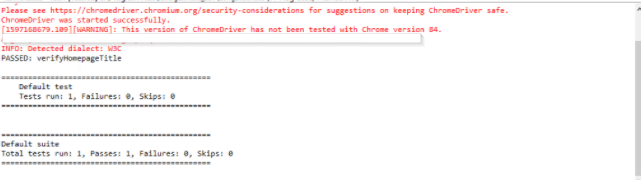 Please see https://chromedriver.chromium.org/security-considerations for suggestions on keeping ChromeDriver safe.
ChromeDriver was started successfully.
[1597168679.109][WARNING]: This version of ChromeDriver has not been tested with Chrome version 84.
INFO: Detected dialect: W3C
PASSED: verifyHomepageTitle
===============================================
Default test
Tests run: 1, Failures: 0, Skips: 0
===============================================
===============================================
Default suite
Total tests run: 1, Passes: 1, Failures: 0, Skips: 0
===============================================